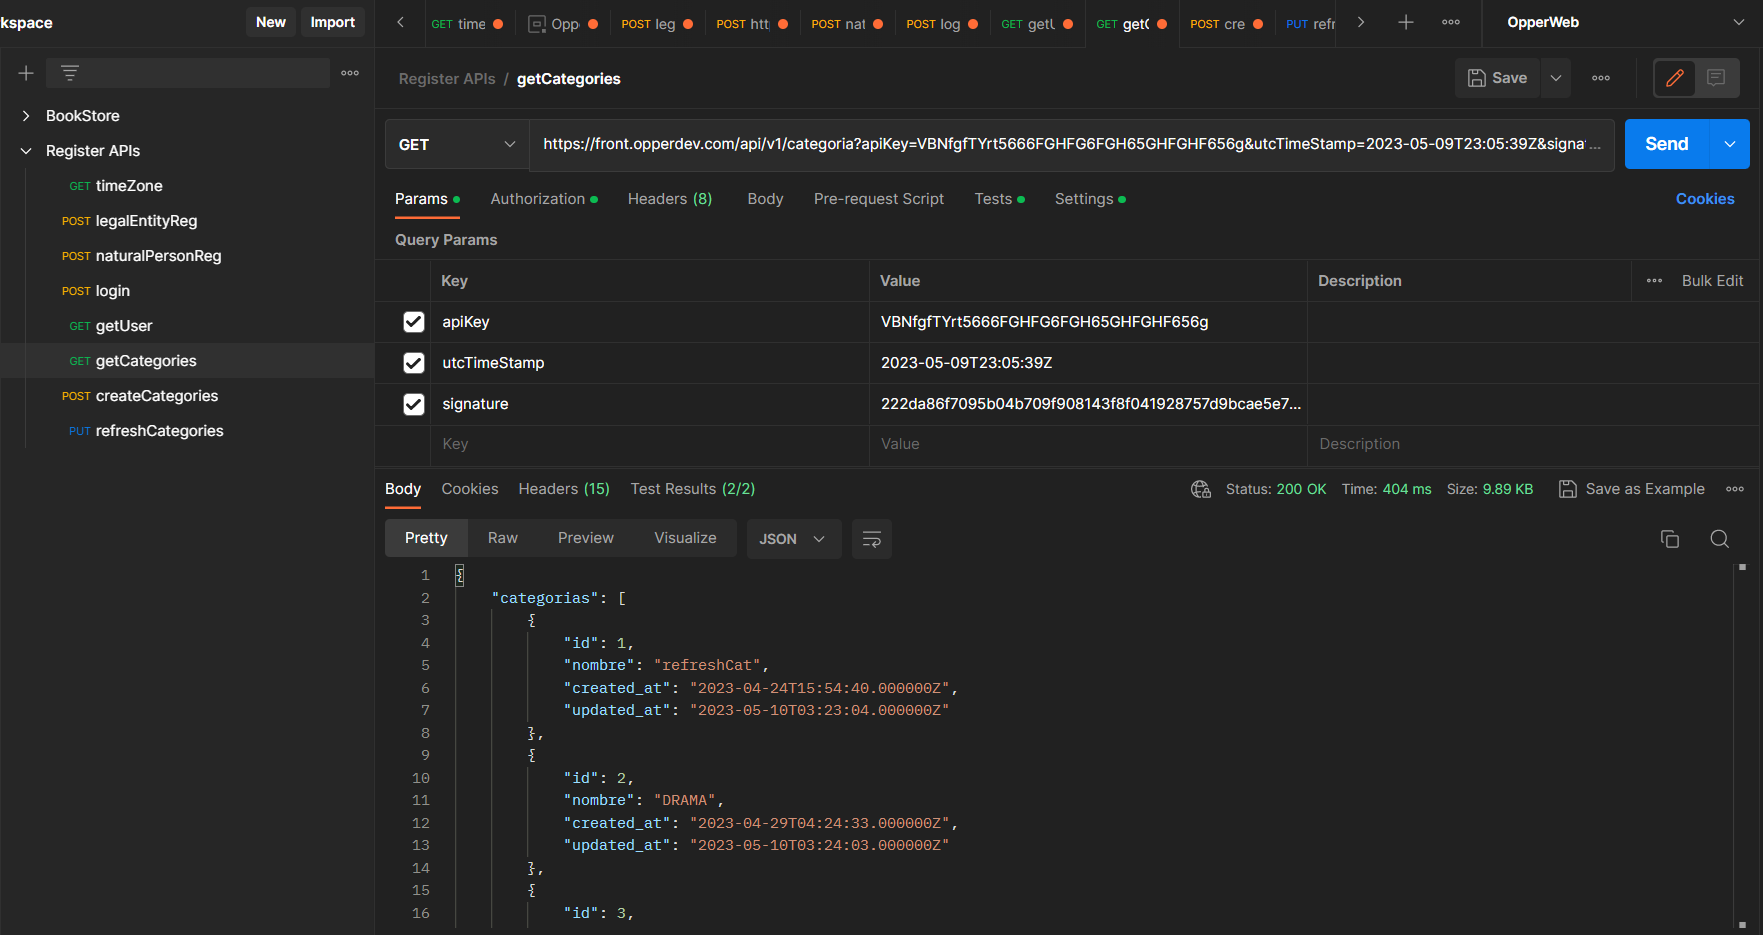 kspace
New
Import
GET time
Opp
POST leg
POST htt
POST nat
POST log
GET getU
GET getC
POST cre
PUT refr
OpperWeb
Register APIs / getCategories
Save
BookStore
Register APIs
GET timeZone
POST legalEntityReg
POST naturalPersonReg
POST login
GET getUser
GET getCategories
POST createCategories
PUT refreshCategories
GET
https://front.opperdev.com/api/v1/categoria?apiKey=VBNfgfTYrt5666FGHFG6FGH65GHFGHF656g&utcTimeStamp=2023-05-09T23:05:39Z&signa...
Send
Params
Authorization
Headers (8)
Body
Pre-request Script
Tests
Settings
Cookies
Query Params
Key Value Description
Bulk Edit
apiKey VBNfgfTYrt5666FGHFG6FGH65GHFGHF656g
utcTimeStamp 2023-05-09T23:05:39Z
signature 222da86f7095b04b709f908143f8f041928757d9bcae5e7...
Key Value Description
Body Cookies Headers (15) Test Results (2/2)
Status: 200 OK Time: 404 ms Size: 9.89 KB
Save as Example
Pretty Raw Preview Visualize
JSON
1 {
2 "categorias": [
3 {
4 "id": 1,
5 "nombre": "refreshCat",
6 "created_at": "2023-04-24T15:54:40.000000Z",
7 "updated_at": "2023-05-10T03:23:04.000000Z"
8 },
9 {
10 "id": 2,
11 "nombre": "DRAMA",
12 "created_at": "2023-04-29T04:24:33.000000Z",
13 "updated_at": "2023-05-10T03:24:03.000000Z"
14 },
15 {
16 "id": 3,